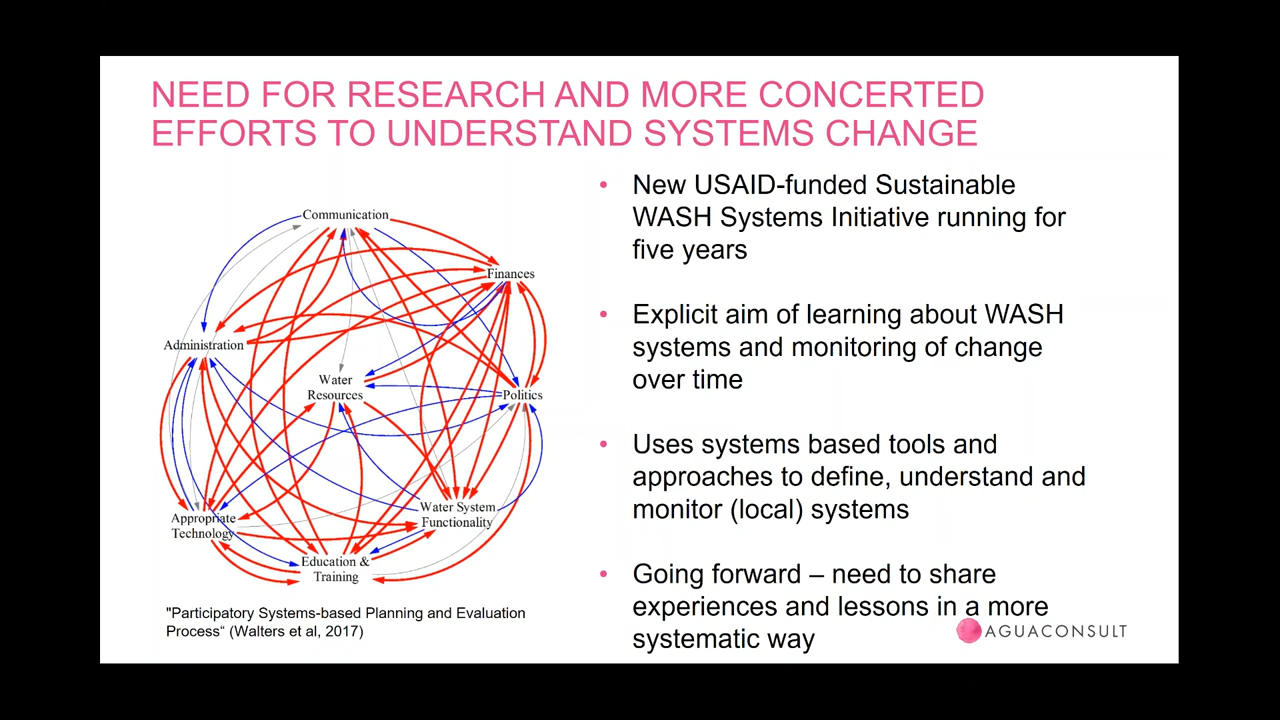 NEED FOR RESEARCH AND MORE CONCERTED
EFFORTS TO UNDERSTAND SYSTEMS CHANGE
Communication
Finances
Administration
Water
Resources
Politics
Appropriate
Technology
Water System
Functionality
Education &
Training
"Participatory Systems-based Planning and Evaluation
Process“ (Walters et al, 2017)
• New USAID-funded Sustainable
WASH Systems Initiative running for
five years
• Explicit aim of learning about WASH
systems and monitoring of change
over time
• Uses systems based tools and
approaches to define, understand and
monitor (local) systems
• Going forward – need to share
experiences and lessons in a more
systematic way
AGUACONSULT